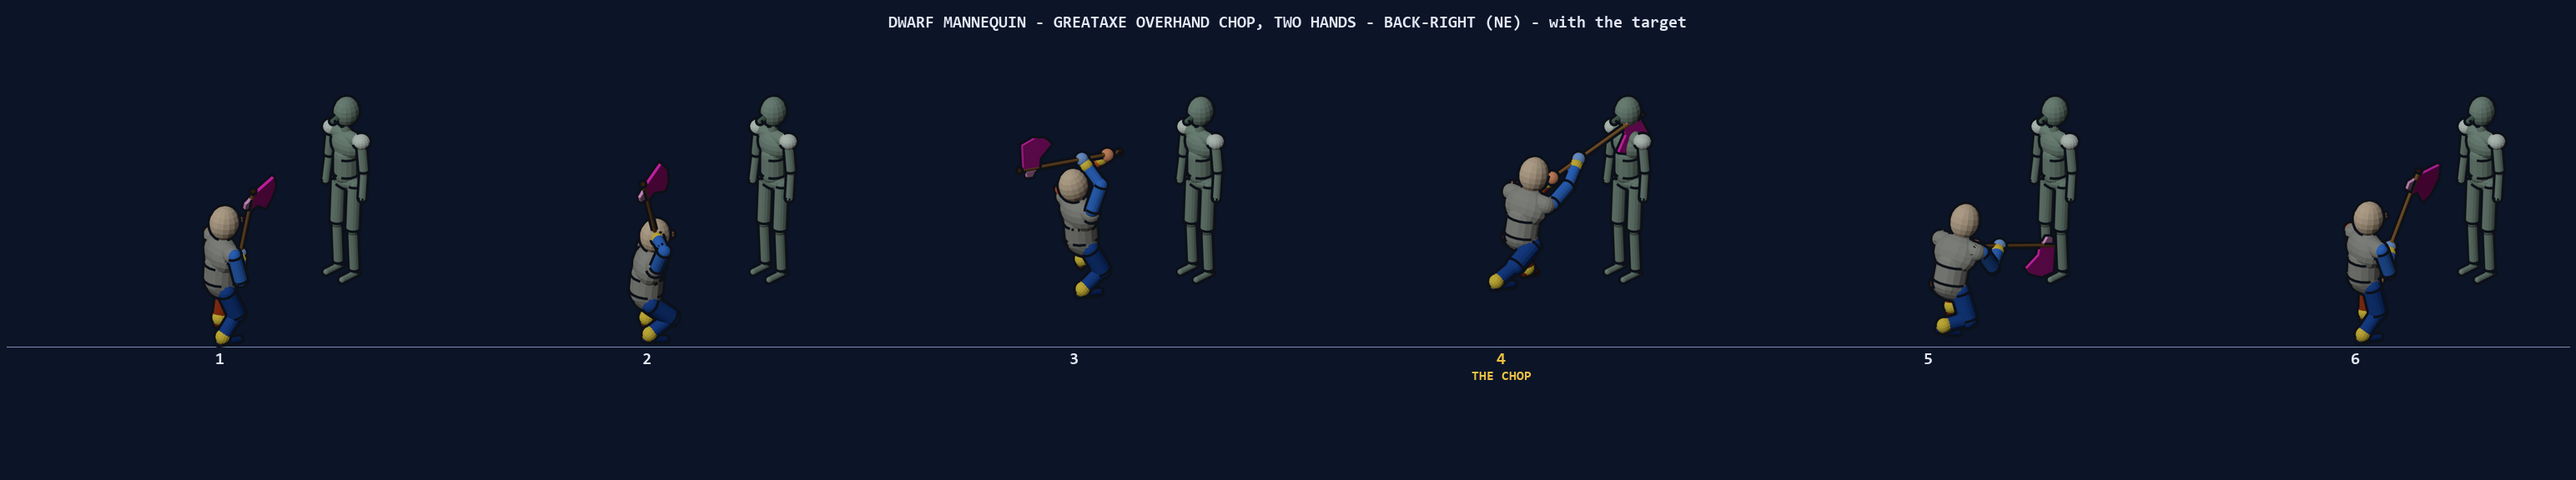 DWARF MANNEQUIN - GREATAXE OVERHAND CHOP, TWO HANDS - BACK-RIGHT (NE) - with the target
1 2 3 4 5 6
THE CHOP